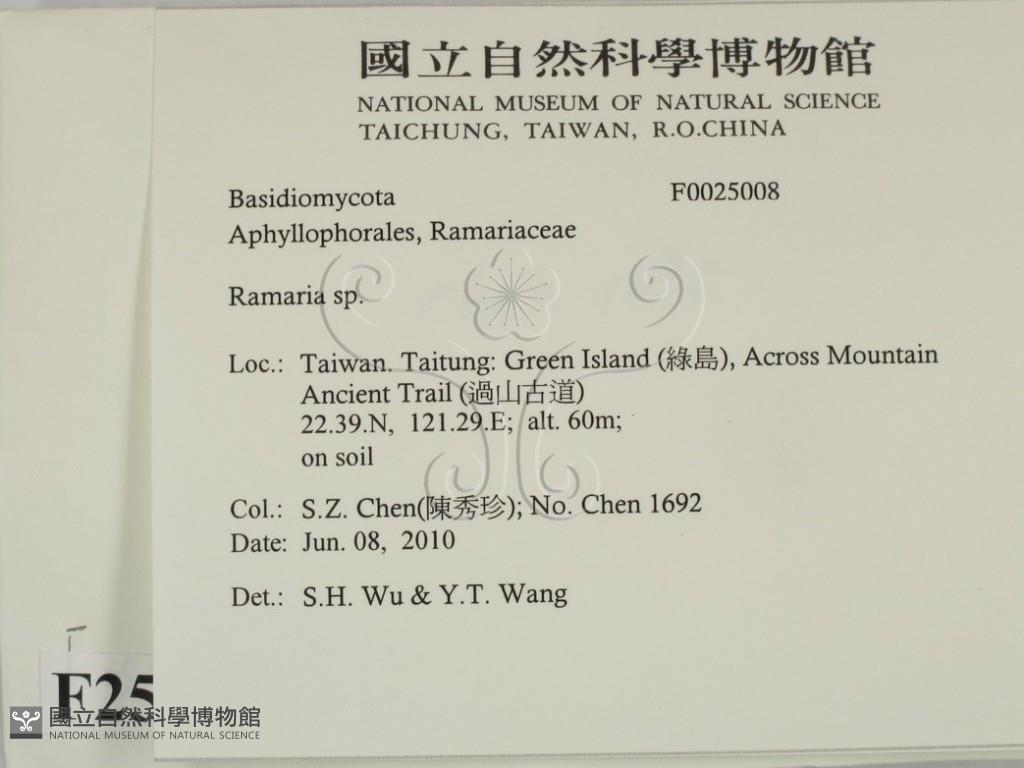 國立自然科學博物館
NATIONAL MUSEUM OF NATURAL SCIENCE
TAICHUNG, TAIWAN, R.O.CHINA
Basidiomycota F0025008
Aphyllophorales, Ramariaceae
Ramaria sp.
Loc.: Taiwan. Taitung: Green Island (綠島), Across Mountain
Ancient Trail (過山古道)
22.39.N, 121.29.E; alt. 60m;
on soil
Col.: S.Z. Chen(陳秀珍); No. Chen 1692
Date: Jun. 08, 2010
Det.: S.H. Wu & Y.T. Wang
F25
國立自然科學博物館
NATIONAL MUSEUM OF NATURAL SCIENCE